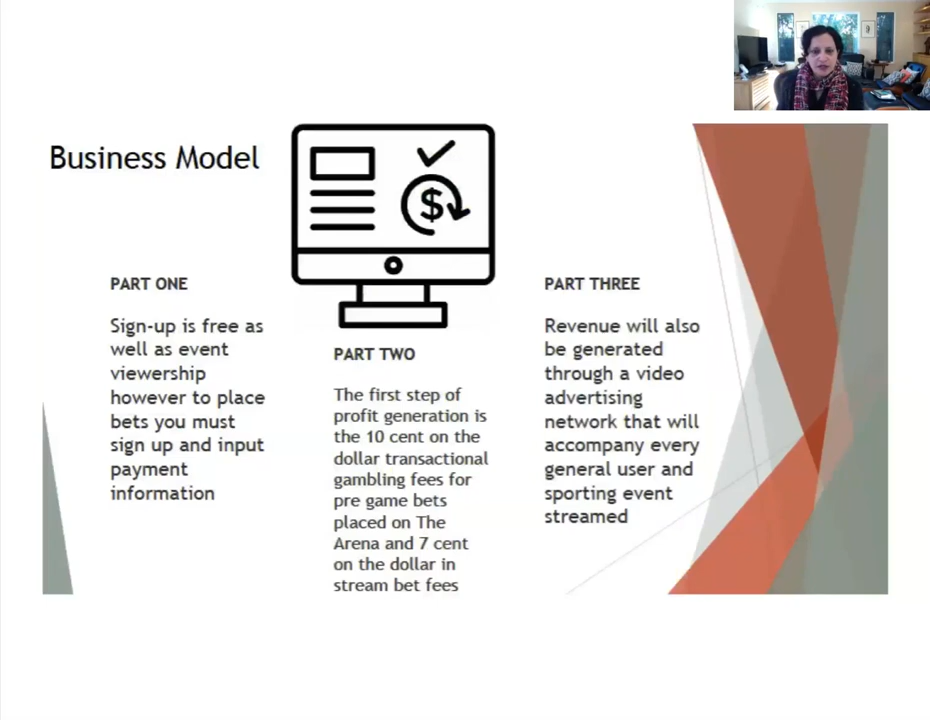 Business Model
$
PART ONE
Sign-up is free as
well as event
viewership
however to place
bets you must
sign up and input
payment
information
PART TWO
The first step of
profit generation is
the 10 cent on the
dollar transactional
gambling fees for
pre game bets
placed on The
Arena and 7 cent
on the dollar in
stream bet fees
PART THREE
Revenue will also
be generated
through a video
advertising
network that will
accompany every
general user and
sporting event
streamed